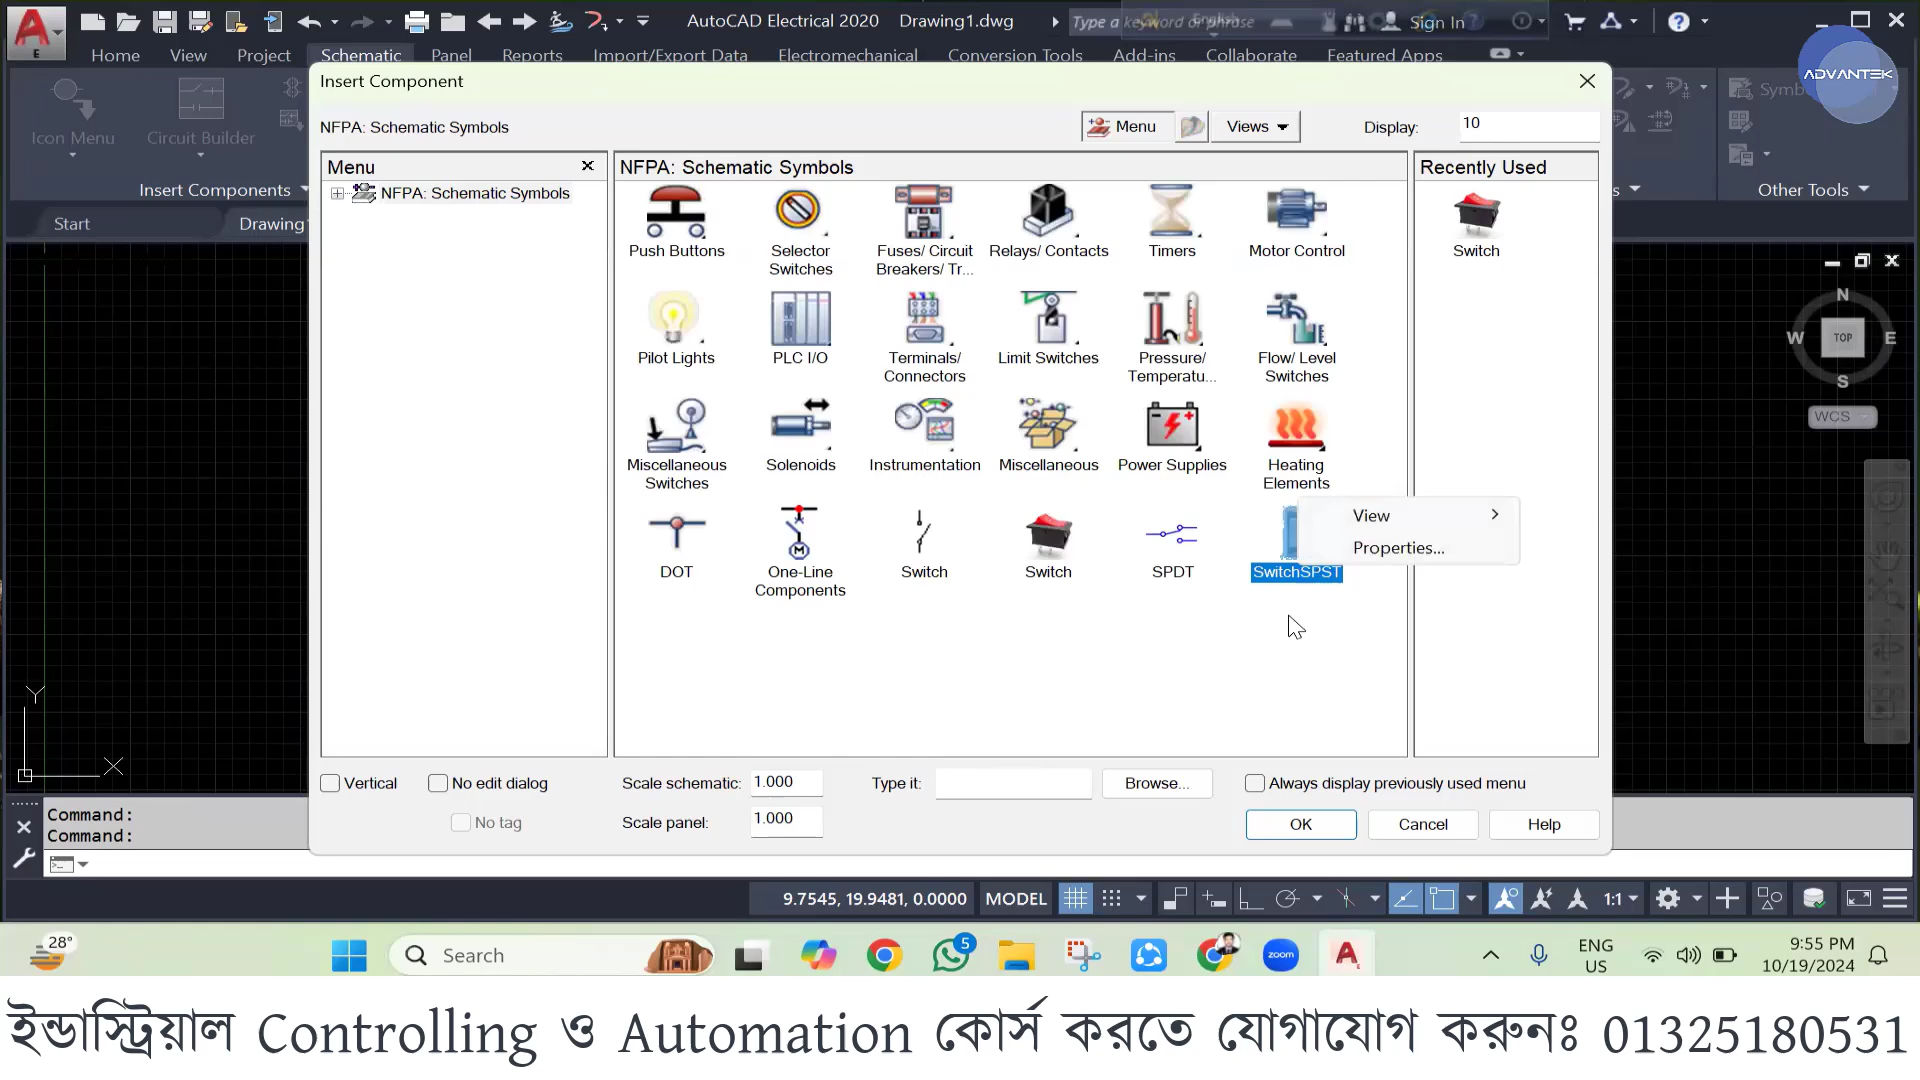 AutoCAD Electrical 2020 Drawing1.dwg
Type a keyword or phrase
Sign In
Home View Project Schematic Panel Reports Import/Export Data Electromechanical Conversion Tools Add-ins Collaborate Featured Apps
ADVANTEK
Icon Menu
Circuit Builder
Insert Components
Other Tools
Start
Drawing
Insert Component
NFPA: Schematic Symbols
Menu
Views
Display:
10
Menu
NFPA: Schematic Symbols
NFPA: Schematic Symbols
Recently Used
Switch
Push Buttons
Selector
Switches
Fuses/ Circuit
Breakers/ Tr...
Relays/ Contacts
Timers
Motor Control
Pilot Lights
PLC I/O
Terminals/
Connectors
Limit Switches
Pressure/
Temperatu...
Flow/ Level
Switches
Miscellaneous
Switches
Solenoids
Instrumentation
Miscellaneous
Power Supplies
Heating
Elements
View
Properties...
DOT
One-Line
Components
Switch
Switch
SPDT
SwitchSPST
N
W
TOP
E
S
WCS
Y
X
Vertical
No edit dialog
No tag
Scale schematic:
1.000
Scale panel:
1.000
Type it:
Browse...
Always display previously used menu
OK
Cancel
Help
Command:
Command:
9.7545, 19.9481, 0.0000 MODEL
1:1
28°
Search
5
zoom
ENG
US
9:55 PM
10/19/2024
ইন্ডাস্ট্রিয়াল Controlling ও Automation কোর্স করতে যোগাযোগ করুনঃ 01325180531